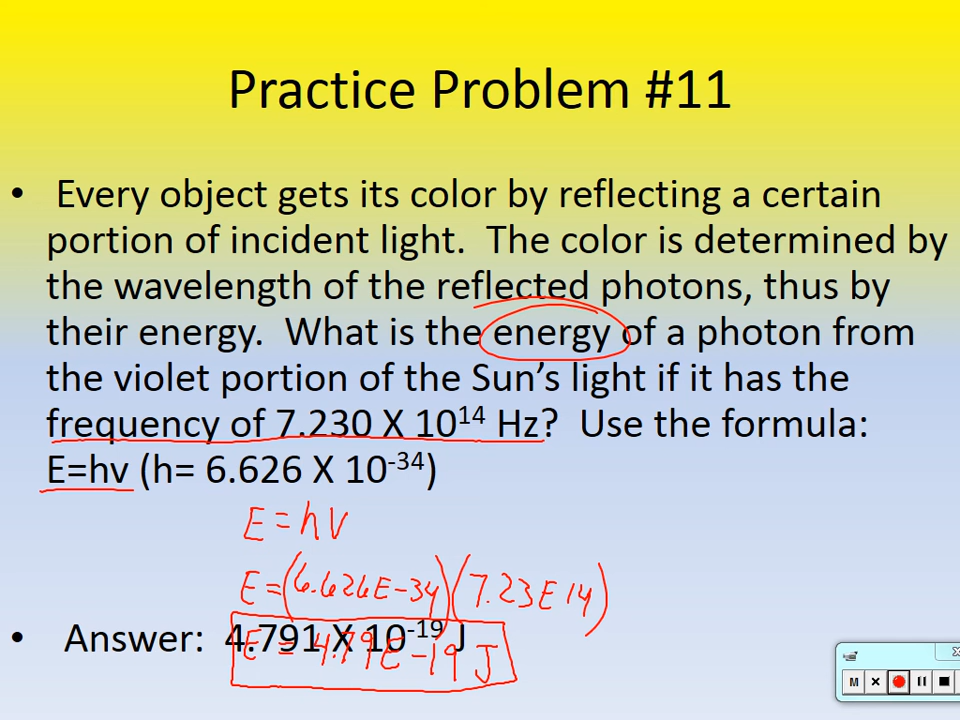 Practice Problem #11
• Every object gets its color by reflecting a certain
portion of incident light. The color is determined by
the wavelength of the reflected photons, thus by
their energy. What is the energy of a photon from
the violet portion of the Sun’s light if it has the
frequency of 7.230 X 10¹⁴ Hz? Use the formula:
E=hv (h= 6.626 X 10⁻³⁴)
E = hV
E = (6.626E-34)(7.23E14)
• Answer: 4.791 X 10⁻¹⁹ J
E = 4.79E-19 J
M